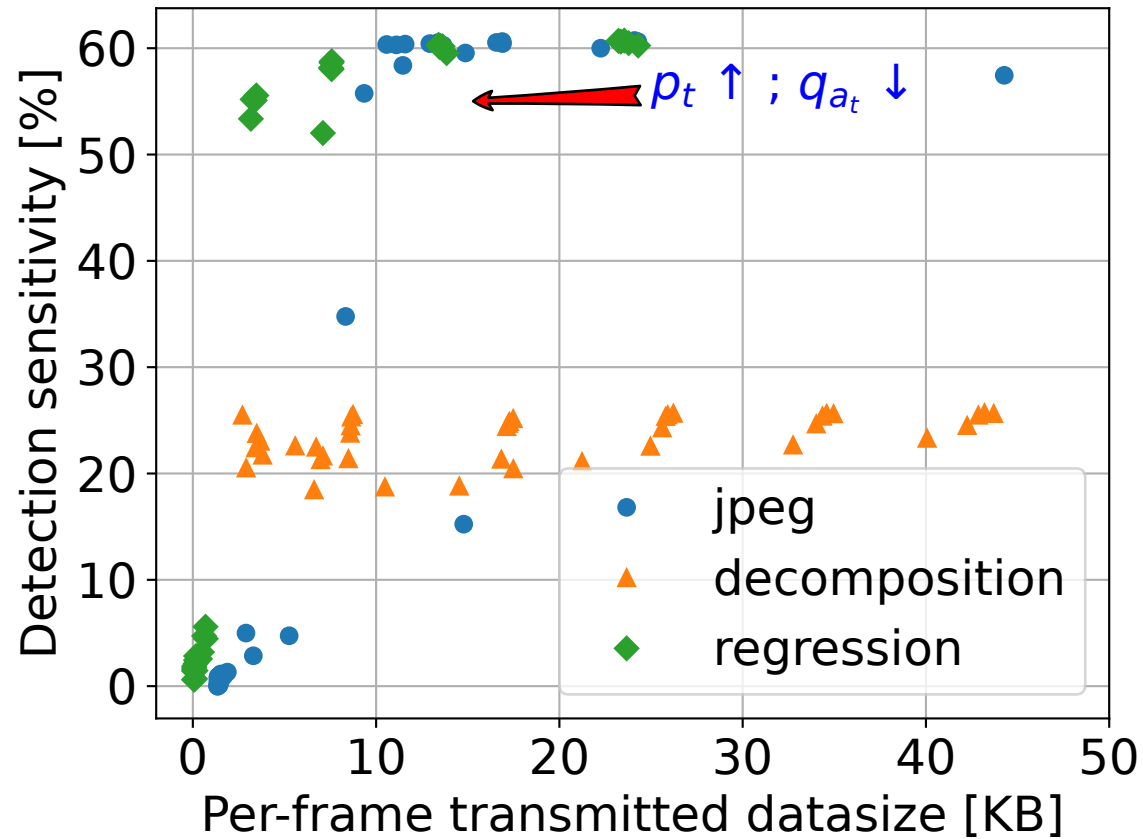 Detection sensitivity [%]
60
50
40
30
20
10
0
p_t ↑ ; q_{a_t} ↓
jpeg
decomposition
regression
0 10 20 30 40 50
Per-frame transmitted datasize [KB]